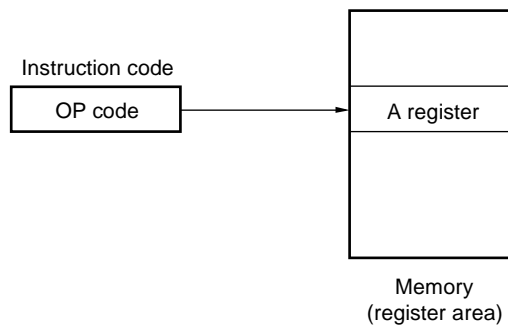 Instruction code
OP code
A register
Memory
(register area)